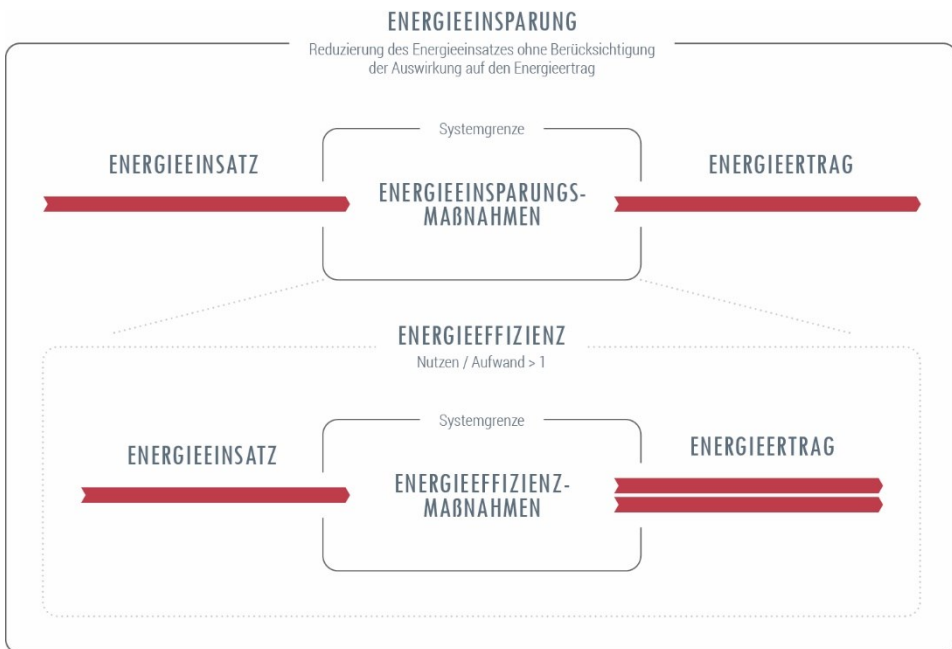 ENERGIEEINSPARUNG
Reduzierung des Energieeinsatzes ohne Berücksichtigung
der Auswirkung auf den Energieertrag
Systemgrenze
ENERGIEEINSATZ
ENERGIEEINSPARUNGS-
MAßNAHMEN
ENERGIEERTRAG
ENERGIEEFFIZIENZ
Nutzen / Aufwand > 1
Systemgrenze
ENERGIEEINSATZ
ENERGIEEFFIZIENZ-
MAßNAHMEN
ENERGIEERTRAG